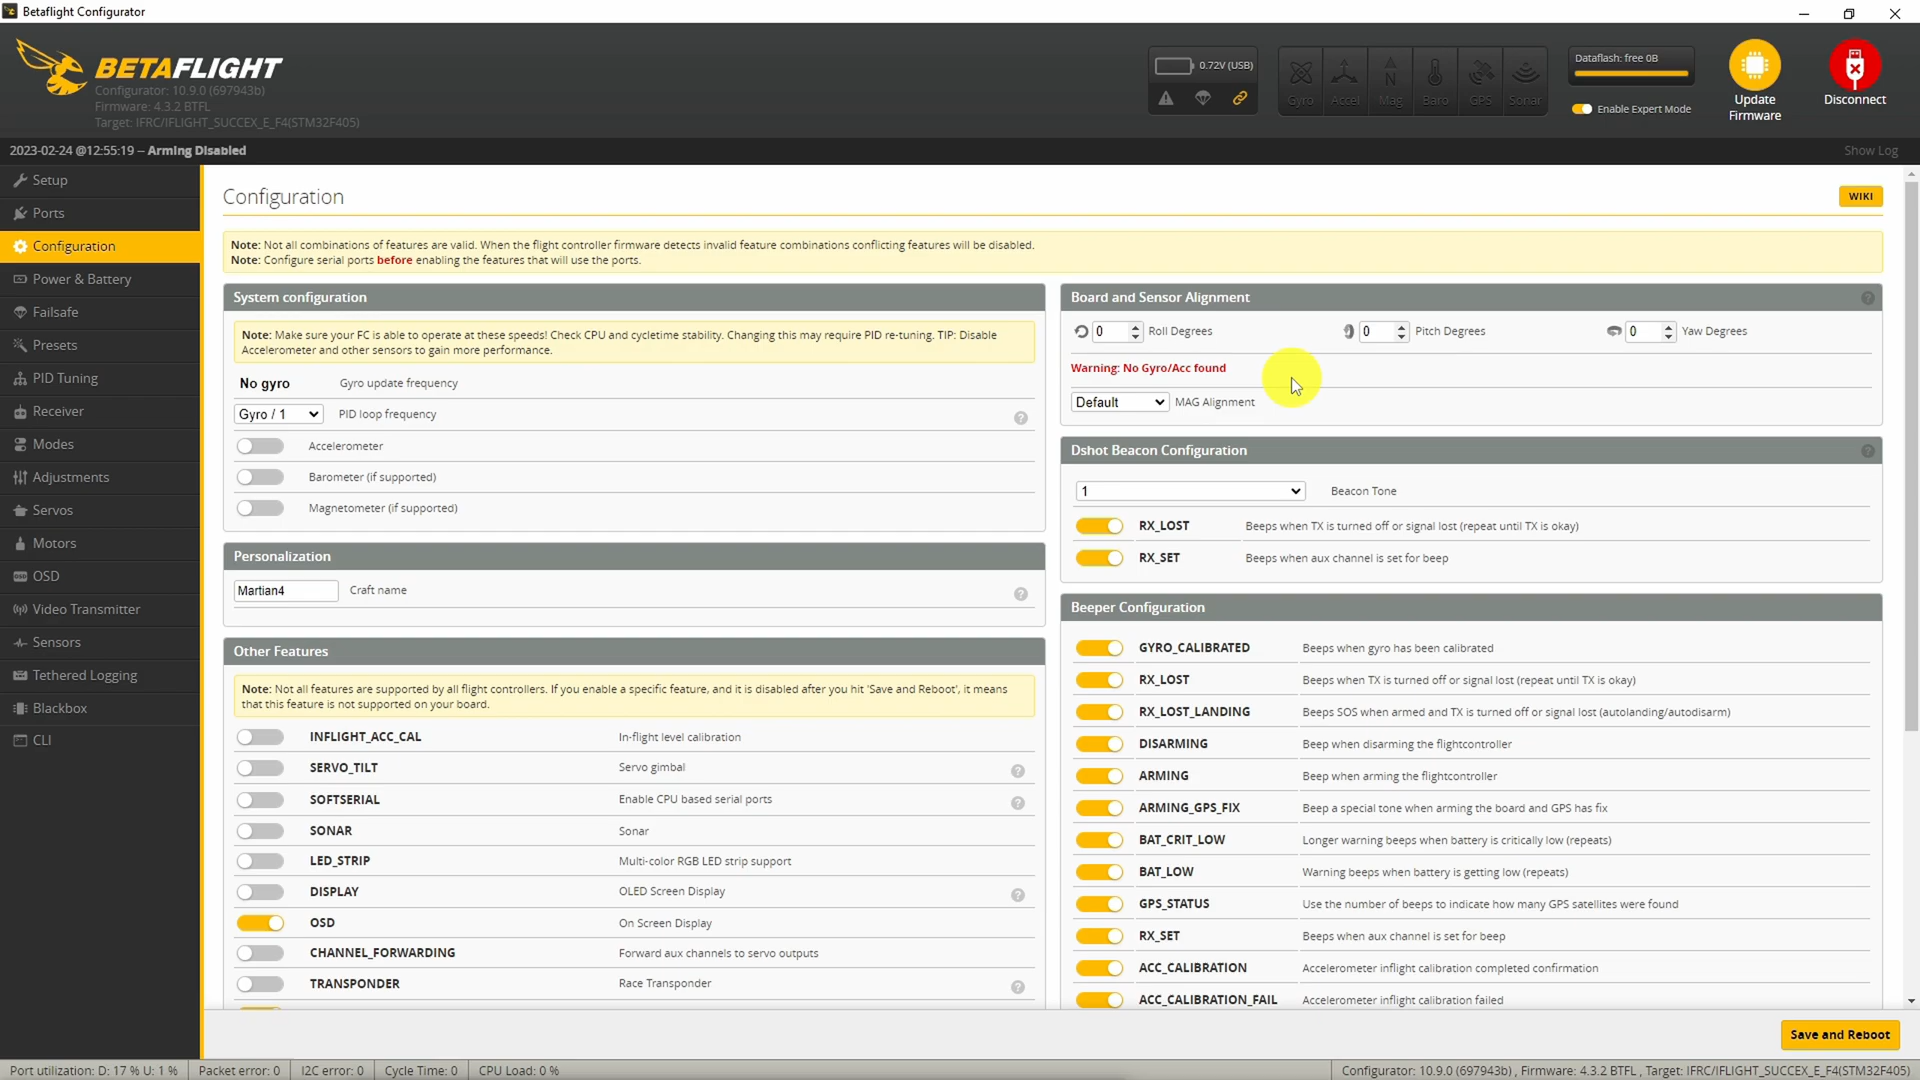 Betaflight Configurator
BETAFLIGHT
Configurator: 10.9.0 (697943b)
Firmware: 4.3.2 BTFL
Target: IFRC/IFLIGHT_SUCCEX_E_F4(STM32F405)
0.72V (USB)
Gyro
Accel
Mag
Baro
GPS
Sonar
Dataflash: free 0B
Enable Expert Mode
Update
Firmware
Disconnect
2023-02-24 @12:55:19 -- Arming Disabled
Show Log
Setup
Ports
Configuration
Power & Battery
Failsafe
Presets
PID Tuning
Receiver
Modes
Adjustments
Servos
Motors
OSD
Video Transmitter
Sensors
Tethered Logging
Blackbox
CLI
Configuration
WIKI
Note: Not all combinations of features are valid. When the flight controller firmware detects invalid feature combinations conflicting features will be disabled.
Note: Configure serial ports before enabling the features that will use the ports.
System configuration
Note: Make sure your FC is able to operate at these speeds! Check CPU and cycletime stability. Changing this may require PID re-tuning. TIP: Disable
Accelerometer and other sensors to gain more performance.
No gyro Gyro update frequency
Gyro / 1 PID loop frequency
Accelerometer
Barometer (if supported)
Magnetometer (if supported)
Personalization
Martian4 Craft name
Other Features
Note: Not all features are supported by all flight controllers. If you enable a specific feature, and it is disabled after you hit 'Save and Reboot', it means
that this feature is not supported on your board.
INFLIGHT_ACC_CAL In-flight level calibration
SERVO_TILT Servo gimbal
SOFTSERIAL Enable CPU based serial ports
SONAR Sonar
LED_STRIP Multi-color RGB LED strip support
DISPLAY OLED Screen Display
OSD On Screen Display
CHANNEL_FORWARDING Forward aux channels to servo outputs
TRANSPONDER Race Transponder
Board and Sensor Alignment
0 Roll Degrees 0 Pitch Degrees 0 Yaw Degrees
Warning: No Gyro/Acc found
Default MAG Alignment
Dshot Beacon Configuration
1 Beacon Tone
RX_LOST Beeps when TX is turned off or signal lost (repeat until TX is okay)
RX_SET Beeps when aux channel is set for beep
Beeper Configuration
GYRO_CALIBRATED Beeps when gyro has been calibrated
RX_LOST Beeps when TX is turned off or signal lost (repeat until TX is okay)
RX_LOST_LANDING Beeps SOS when armed and TX is turned off or signal lost (autolanding/autodisarm)
DISARMING Beep when disarming the flightcontroller
ARMING Beep when arming the flightcontroller
ARMING_GPS_FIX Beep a special tone when arming the board and GPS has fix
BAT_CRIT_LOW Longer warning beeps when battery is critically low (repeats)
BAT_LOW Warning beeps when battery is getting low (repeats)
GPS_STATUS Use the number of beeps to indicate how many GPS satellites were found
RX_SET Beeps when aux channel is set for beep
ACC_CALIBRATION Accelerometer inflight calibration completed confirmation
ACC_CALIBRATION_FAIL Accelerometer inflight calibration failed
Save and Reboot
Port utilization: D: 17 % U: 1 % Packet error: 0 I2C error: 0 Cycle Time: 0 CPU Load: 0 %
Configurator: 10.9.0 (697943b) , Firmware: 4.3.2 BTFL , Target: IFRC/IFLIGHT_SUCCEX_E_F4(STM32F405)